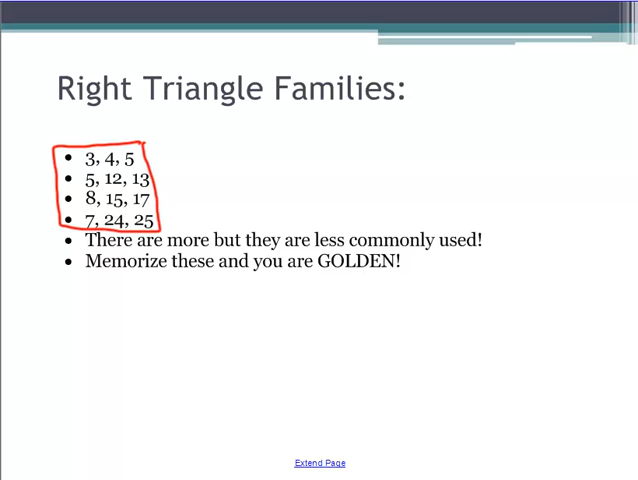 Right Triangle Families:
• 3, 4, 5
• 5, 12, 13
• 8, 15, 17
• 7, 24, 25
• There are more but they are less commonly used!
• Memorize these and you are GOLDEN!
Extend Page